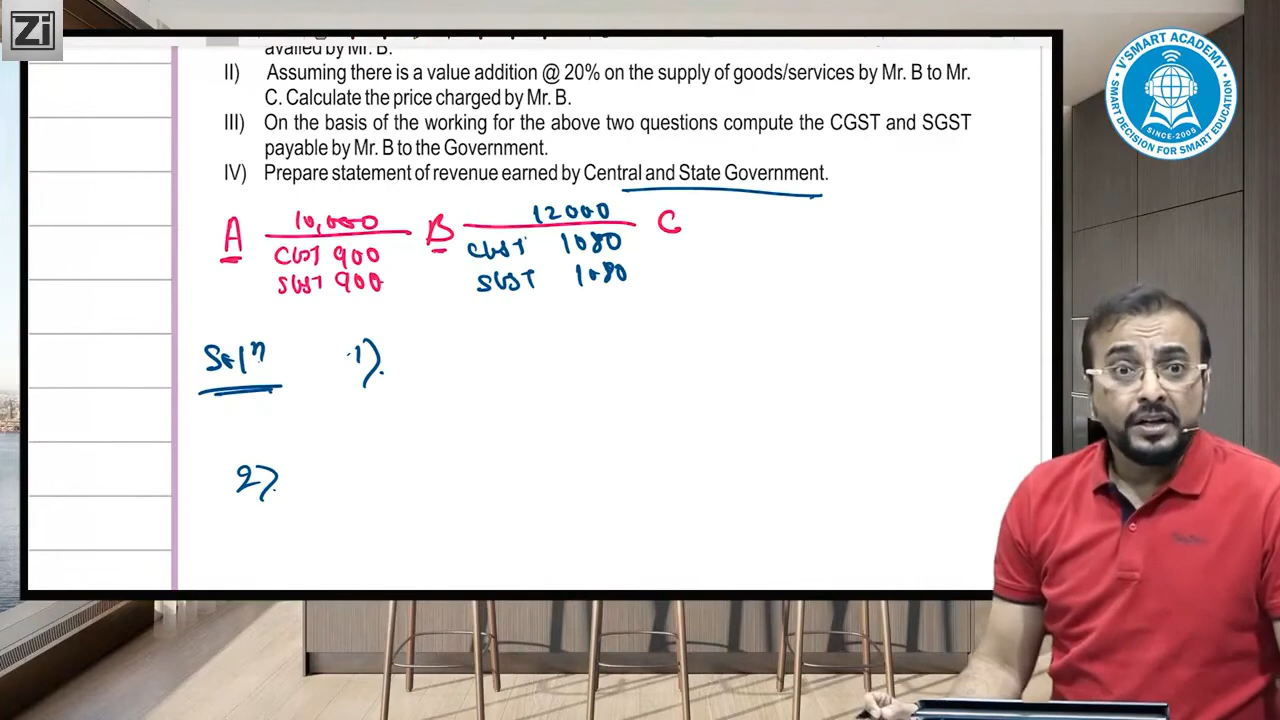 Zi
availed by Mr. B.
II) Assuming there is a value addition @ 20% on the supply of goods/services by Mr. B to Mr.
C. Calculate the price charged by Mr. B.
III) On the basis of the working for the above two questions compute the CGST and SGST
payable by Mr. B to the Government.
IV) Prepare statement of revenue earned by Central and State Government.
A 10,000 B 12000 C
CGST 900 CGST 1080
SGST 900 SGST 1080
Solⁿ 1).
2).
V'SMART ACADEMY
SINCE-2009
SMART DECISION FOR SMART EDUCATION